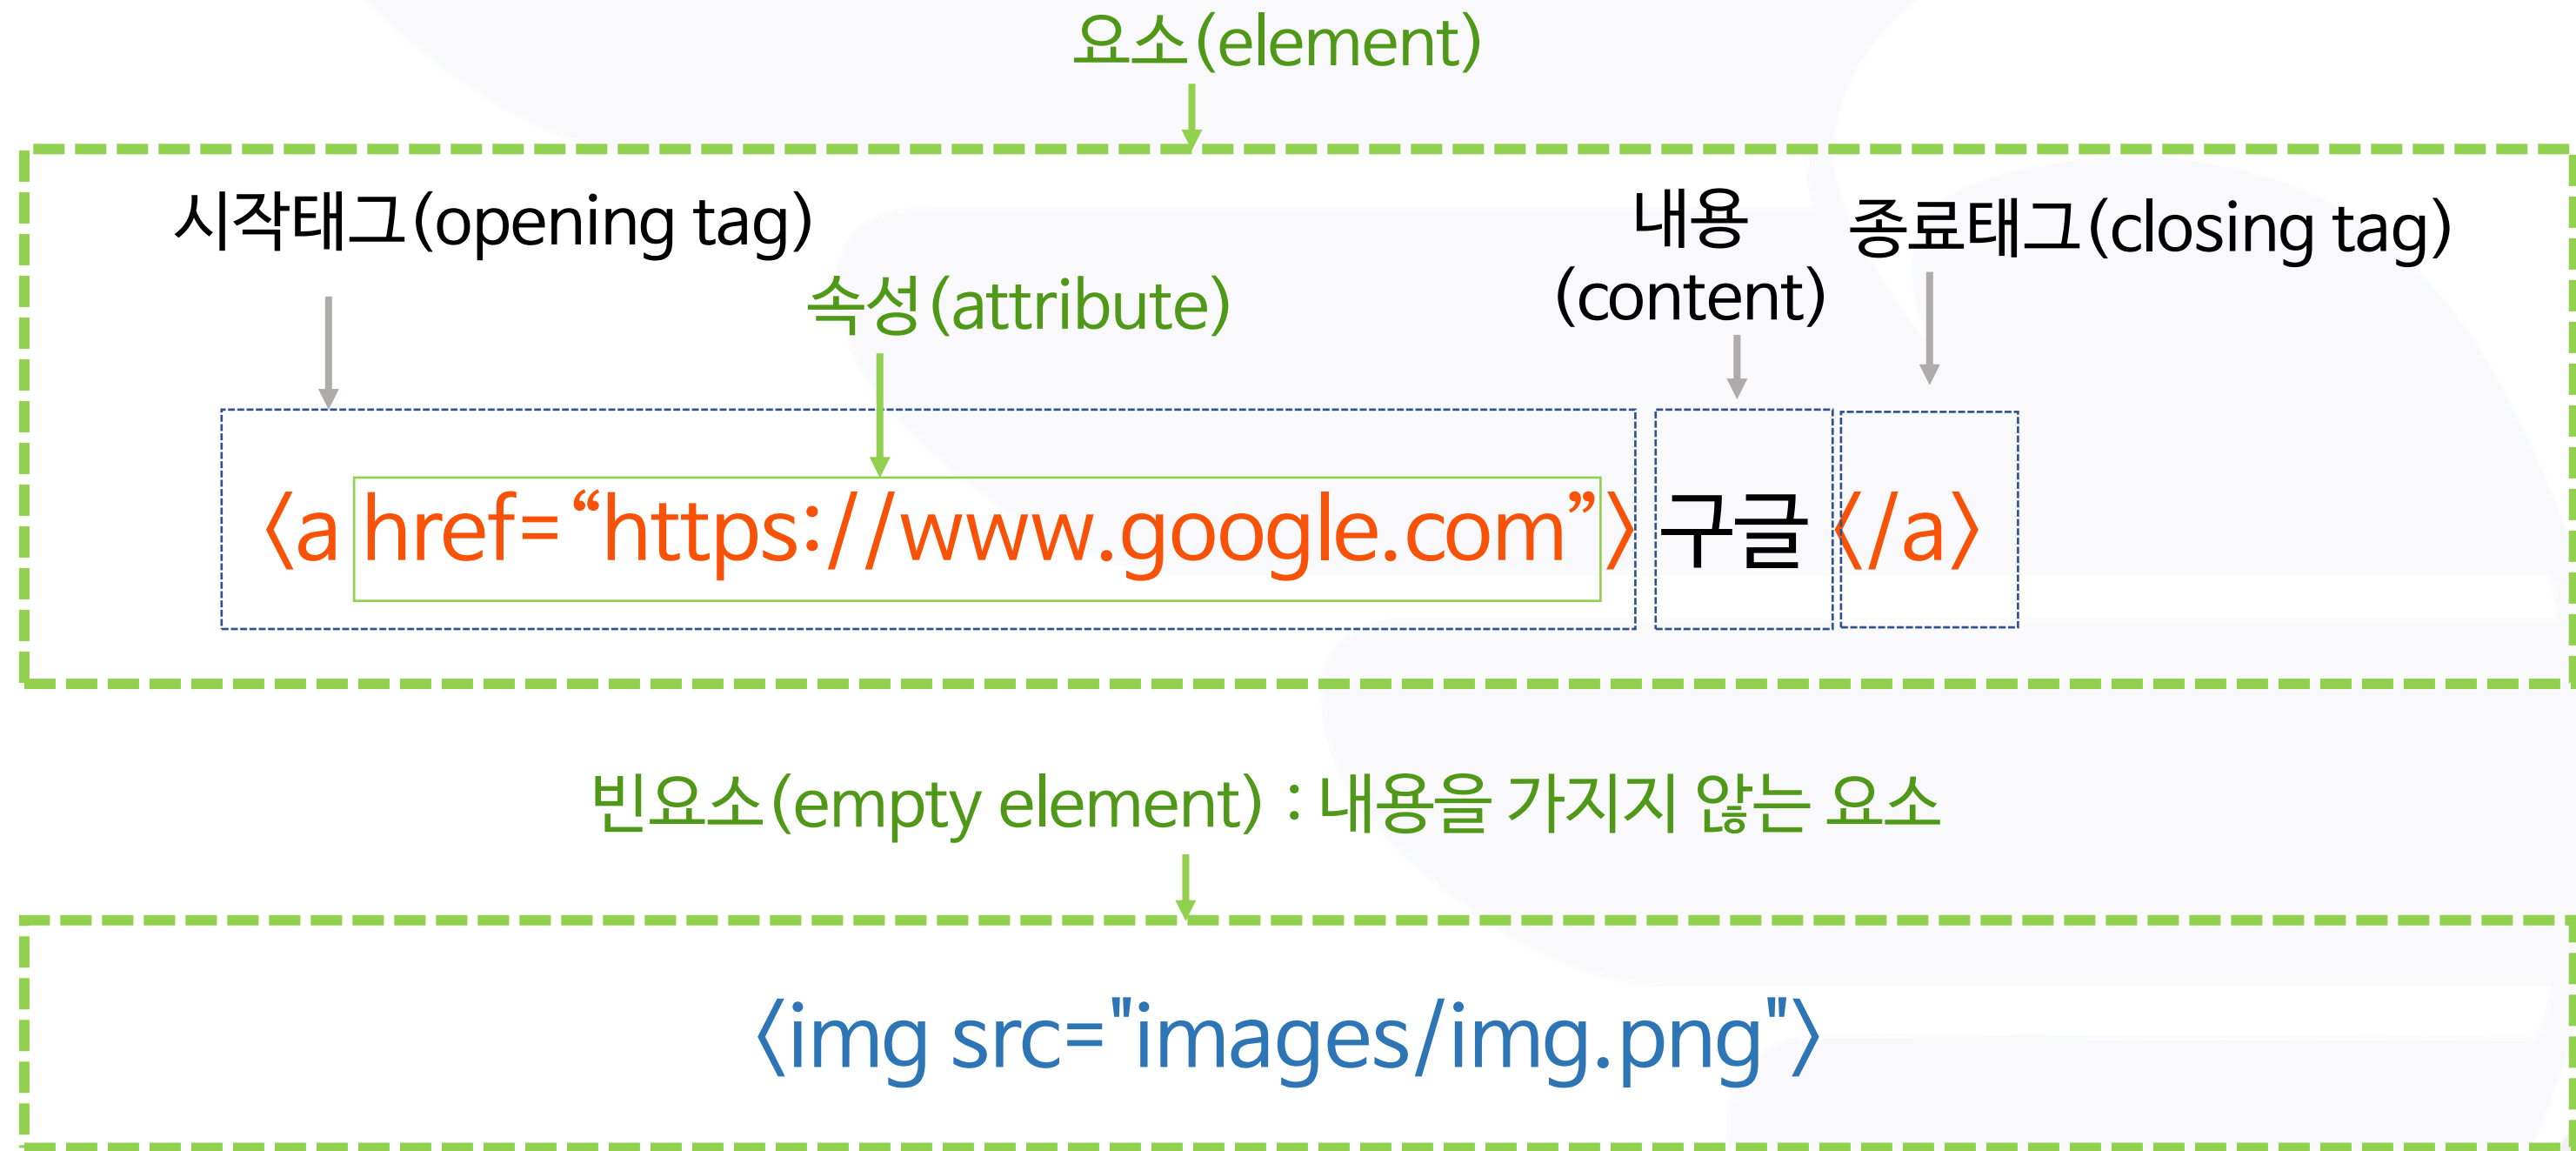 요소(element)
시작태그(opening tag)
내용
(content)
종료태그(closing tag)
속성(attribute)
<a href=“https://www.google.com”> 구글 </a>
빈요소(empty element) : 내용을 가지지 않는 요소
<img src="images/img.png">